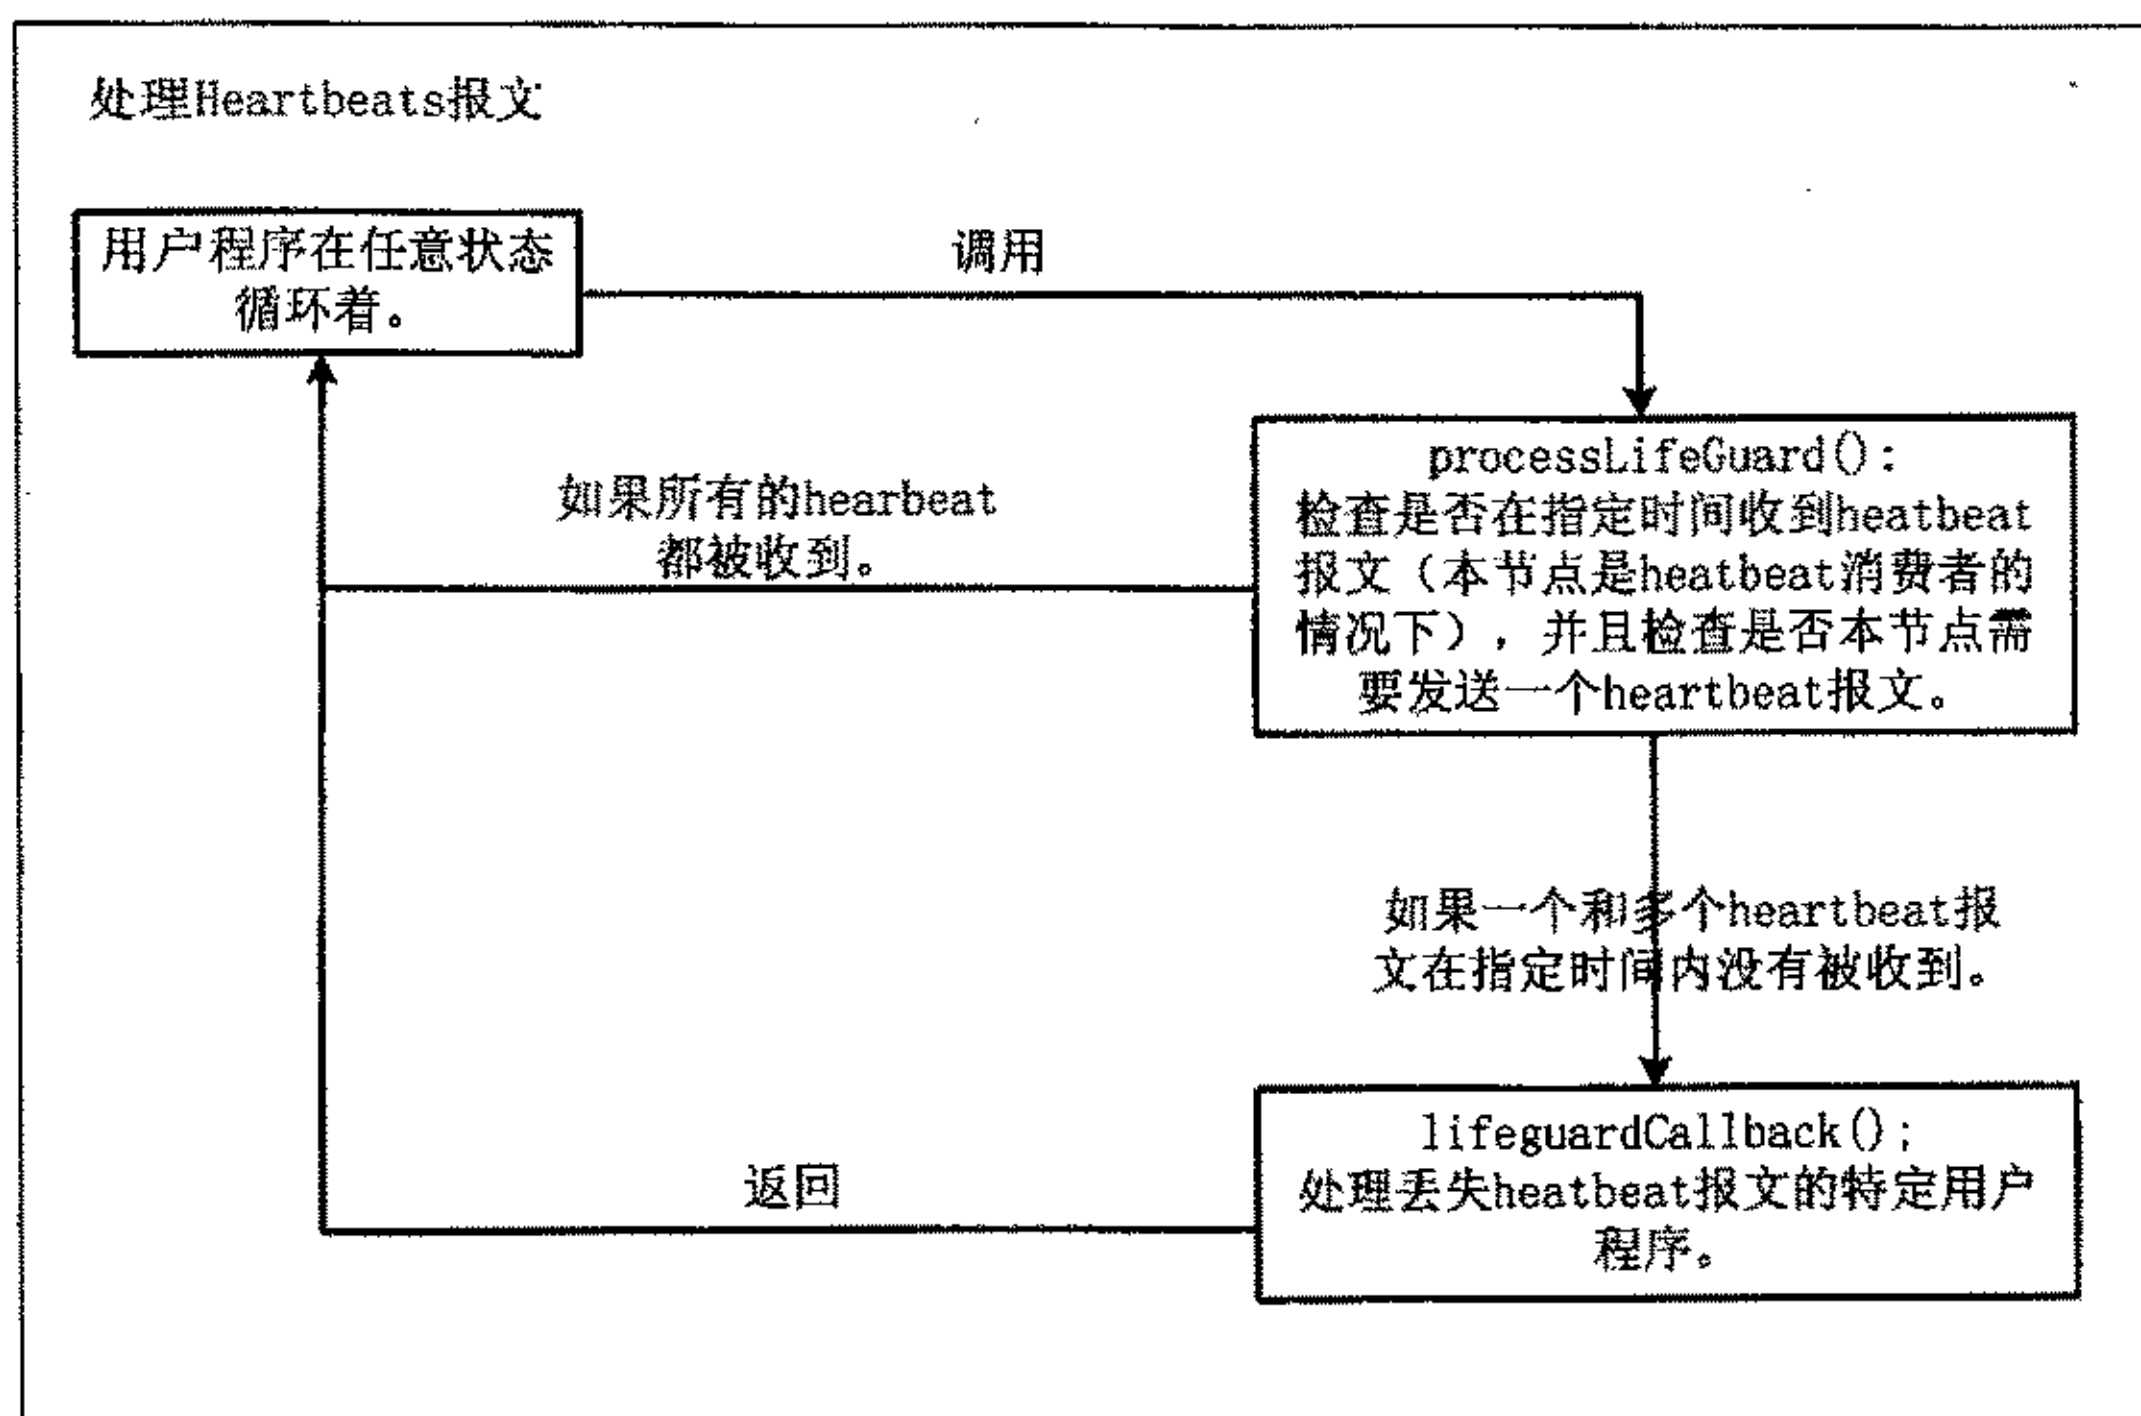 处理Heartbeats报文
用户程序在任意状态
循环着。
调用
processLifeGuard():
检查是否在指定时间收到heatbeat
报文（本节点是heatbeat消费者的
情况下），并且检查是否本节点需
要发送一个heartbeat报文。
如果所有的hearbeat
都被收到。
如果一个和多个heartbeat报
文在指定时间内没有被收到。
lifeguardCallback();
处理丢失heatbeat报文的特定用户
程序。
返回